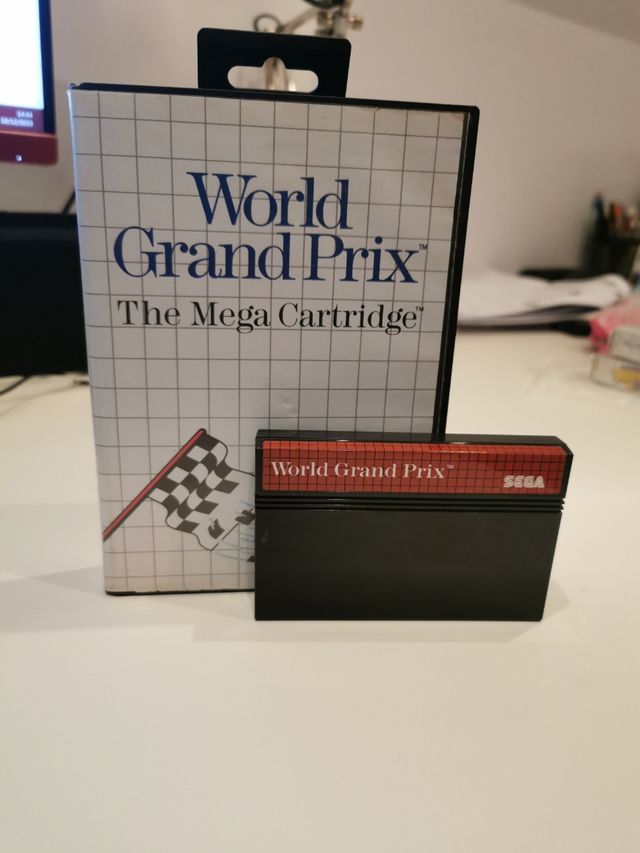 World
Grand Prix™
The Mega Cartridge™
World Grand Prix™
SEGA